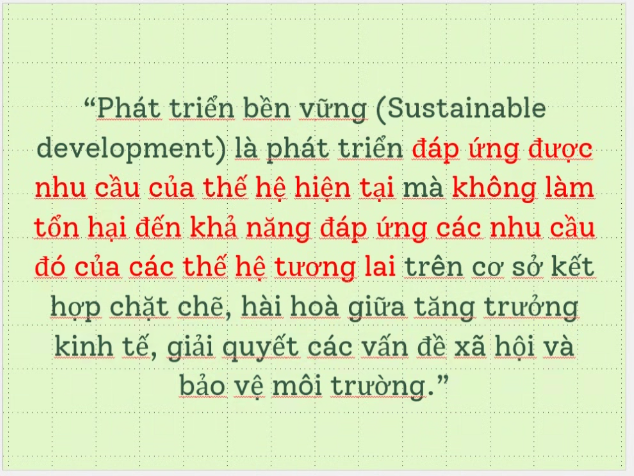 “Phát triển bền vững (Sustainable
development) là phát triển đáp ứng được
nhu cầu của thế hệ hiện tại mà không làm
tổn hại đến khả năng đáp ứng các nhu cầu
đó của các thế hệ tương lai trên cơ sở kết
hợp chặt chẽ, hài hoà giữa tăng trưởng
kinh tế, giải quyết các vấn đề xã hội và
bảo vệ môi trường.”